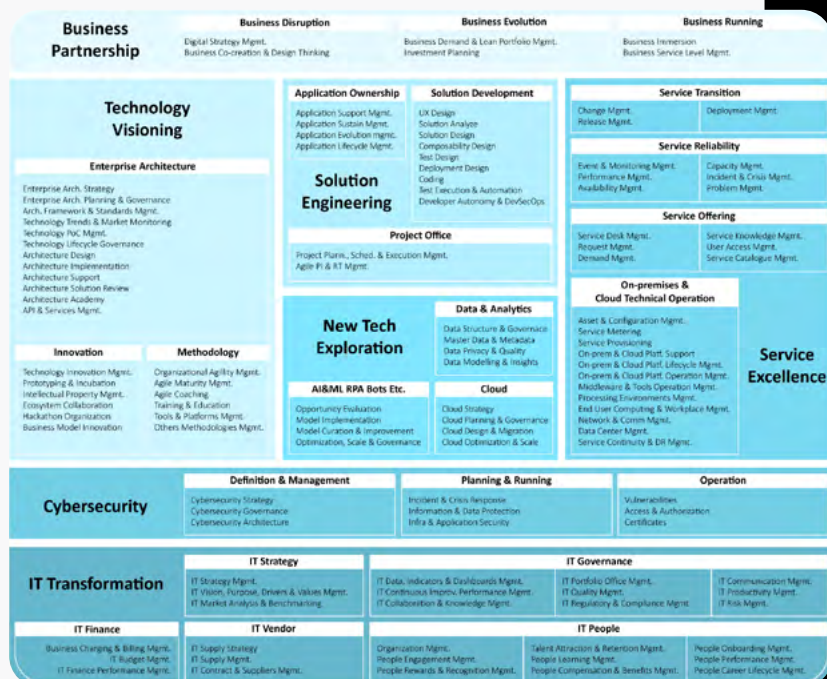 Business
Partnership
Business Disruption
Digital Strategy Mgmt.
Business Co-creation & Design Thinking
Business Evolution
Business Demand & Lean Portfolio Mgmt.
Investment Planning
Business Running
Business Immersion
Business Service Level Mgmt.
Technology
Visioning
Enterprise Architecture
Enterprise Arch. Strategy
Enterprise Arch. Planning & Governance
Arch. Framework & Standards Mgmt.
Technology Trends & Market Monitoring
Technology PoC Mgmt.
Technology Lifecycle Governance
Architecture Design
Architecture Implementation
Architecture Support
Architecture Solution Review
Architecture Academy
API & Services Mgmt.
Innovation
Technology Innovation Mgmt.
Prototyping & Incubation
Intellectual Property Mgmt.
Ecosystem Collaboration
Hackathon Organization
Business Model Innovation
Methodology
Organizational Agility Mgmt.
Agile Maturity Mgmt.
Agile Coaching
Training & Education
Tools & Platforms Mgmt.
Others Methodologies Mgmt.
Application Ownership
Application Support Mgmt.
Application Sustain Mgmt.
Application Evolution mgmt.
Application Lifecycle Mgmt.
Solution
Engineering
Solution Development
UX Design
Solution Analyze
Solution Design
Composability Design
Test Design
Deployment Design
Coding
Test Execution & Automation
Developer Autonomy & DevSecOps
Project Office
Project Plann., Sched. & Execution Mgmt.
Agile PI & RT Mgmt.
New Tech
Exploration
Data & Analytics
Data Structure & Governace
Master Data & Metadata
Data Privacy & Quality
Data Modelling & Insights
AI&ML RPA Bots Etc.
Opportunity Evaluation
Model Implementation
Model Curation & Improvement
Optimization, Scale & Governance
Cloud
Cloud Strategy
Cloud Planning & Governance
Cloud Design & Migration
Cloud Optimization & Scale
Service Transition
Change Mgmt.
Release Mgmt.
Deployment Mgmt.
Service Reliability
Event & Monitoring Mgmt.
Performance Mgmt.
Availability Mgmt.
Capacity Mgmt.
Incident & Crisis Mgmt.
Problem Mgmt.
Service Offering
Service Desk Mgmt.
Request Mgmt.
Demand Mgmt.
Service Knowledge Mgmt.
User Access Mgmt.
Service Catalogue Mgmt.
On-premises &
Cloud Technical Operation
Asset & Configuration Mgmt.
Service Metering
Service Provisioning
On-prem & Cloud Platf. Support
On-prem & Cloud Platf. Lifecycle Mgmt.
On-prem & Cloud Platf. Operation Mgmt.
Middleware & Tools Operation Mgmt.
Processing Environments Mgmt.
End User Computing & Workplace Mgmt.
Network & Comm Mgmt.
Data Center Mgmt.
Service Continuity & DR Mgmt.
Service
Excellence
Cybersecurity
Definition & Management
Cybersecurity Strategy
Cybersecurity Governance
Cybersecurity Architecture
Planning & Running
Incident & Crisis Response
Information & Data Protection
Infra & Application Security
Operation
Vulnerabilities
Access & Authorization
Certificates
IT Transformation
IT Strategy
IT Strategy Mgmt.
IT Vision, Purpose, Drivers & Values Mgmt.
IT Market Analysis & Benchmarking
IT Governance
IT Data, Indicators & Dashboards Mgmt.
IT Continuous Improv. Performance Mgmt.
IT Collaboration & Knowledge Mgmt.
IT Portfolio Office Mgmt.
IT Quality Mgmt.
IT Regulatory & Compliance Mgmt
IT Communication Mgmt.
IT Productivity Mgmt.
IT Risk Mgmt.
IT Finance
Business Charging & Billing Mgmt.
IT Budget Mgmt.
IT Finance Performance Mgmt.
IT Vendor
IT Supply Strategy
IT Supply Mgmt.
IT Contract & Suppliers Mgmt.
IT People
Organization Mgmt.
People Engagement Mgmt.
People Rewards & Recognition Mgmt.
Talent Attraction & Retention Mgmt.
People Learning Mgmt.
People Compensation & Benefits Mgmt.
People Onboarding Mgmt.
People Performance Mgmt.
People Career Lifecycle Mgmt.